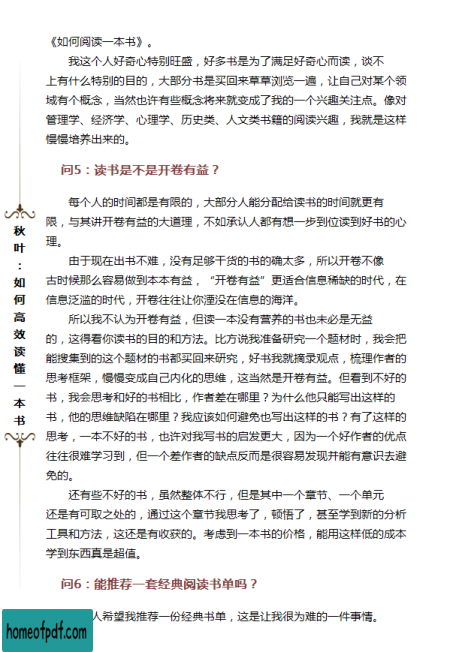 《如何阅读一本书》。
我这个人好奇心特别旺盛，好多书是为了满足好奇心而读，谈不
上有什么特别的目的，大部分书是买回来草草浏览一遍，让自己对某个领
域有个概念，当然也许有些概念将来就变成了我的一个兴趣关注点。像对
管理学、经济学、心理学、历史类、人文类书籍的阅读兴趣，我就是这样
慢慢培养出来的。
问5：读书是不是开卷有益？
每个人的时间都是有限的，大部分人能分配给读书的时间就更有
限，与其讲开卷有益的大道理，不如承认人都有想一步到位读到好书的心
理。
由于现在出书不难，没有足够干货的书的确太多，所以开卷不像
古时候那么容易做到本本有益，“开卷有益”更适合信息稀缺的时代，在
信息泛滥的时代，开卷往往让你湮没在信息的海洋。
所以我不认为开卷有益，但读一本没有营养的书也未必是无益
的，这得看你读书的目的和方法。比方说我准备研究一个题材时，我会把
能搜集到的这个题材的书都买回来研究，好书我就摘录观点，梳理作者的
思考框架，慢慢变成自己内化的思维，这当然是开卷有益。但看到不好的
书，我会思考和好的书相比，作者差在哪里？为什么他只能写出这样的
书，他的思维缺陷在哪里？我应该如何避免也写出这样的书？有了这样的
思考，一本不好的书，也许对我写书的启发更大，因为一个好作者的优点
往往很难学习到，但一个差作者的缺点反而是很容易发现并能有意识去避
免的。
还有些不好的书，虽然整体不行，但是其中一个章节、一个单元
还是有可取之处的，通过这个章节我思考了，顿悟了，甚至学到新的分析
工具和方法，这还是有收获的。考虑到一本书的价格，能用这样低的成本
学到东西真是超值。
问6：能推荐一套经典阅读书单吗？
人希望我推荐一份经典书单，这是让我很为难的一件事情。
秋叶：如何高效读懂一本书
homeofpdf.com